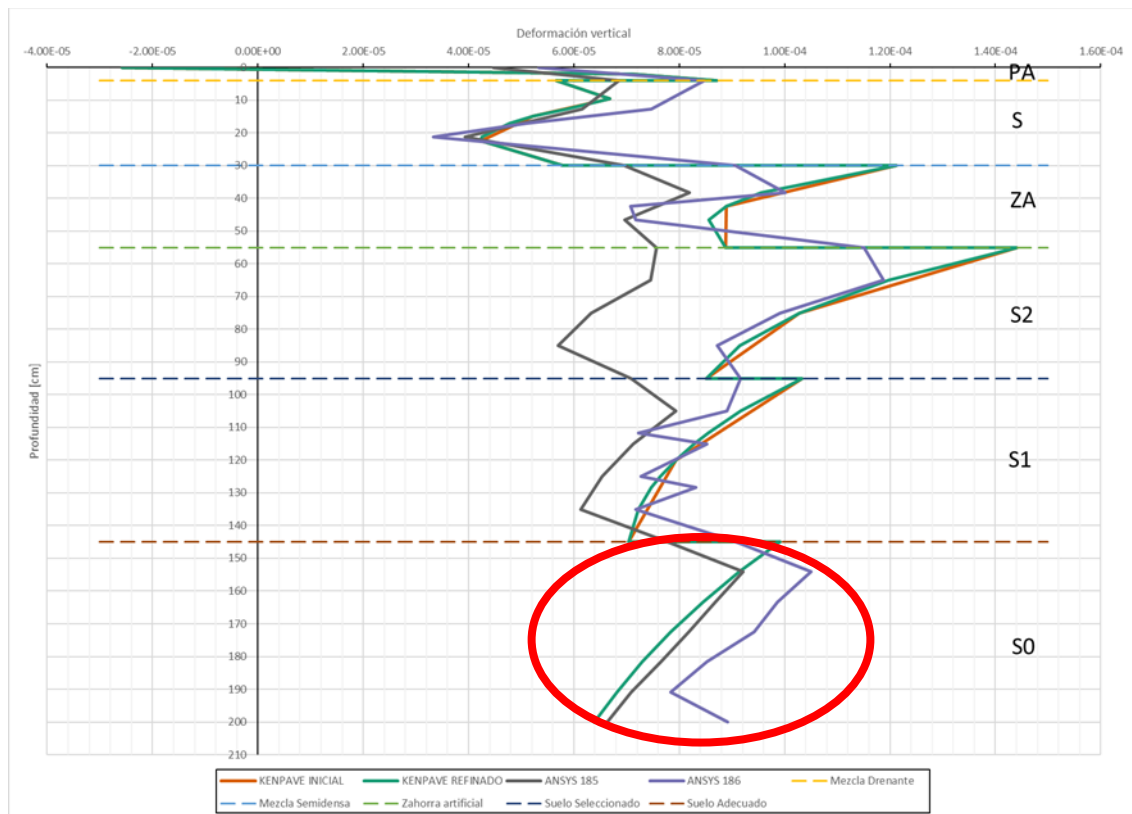 Deformación vertical
-4.00E-05 -2.00E-05 0.00E+00 2.00E-05 4.00E-05 6.00E-05 8.00E-05 1.00E-04 1.20E-04 1.40E-04 1.60E-04
0
PA
10
S
20
30
40
ZA
50
60
70
S2
80
90
100
110
Profundidad [cm]
120
S1
130
140
150
160
170
S0
180
190
200
210
KENPAVE INICIAL KENPAVE REFINADO ANSYS 185 ANSYS 186 Mezcla Drenante
Mezcla Semidensa Zahorra artificial Suelo Seleccionado Suelo Adecuado